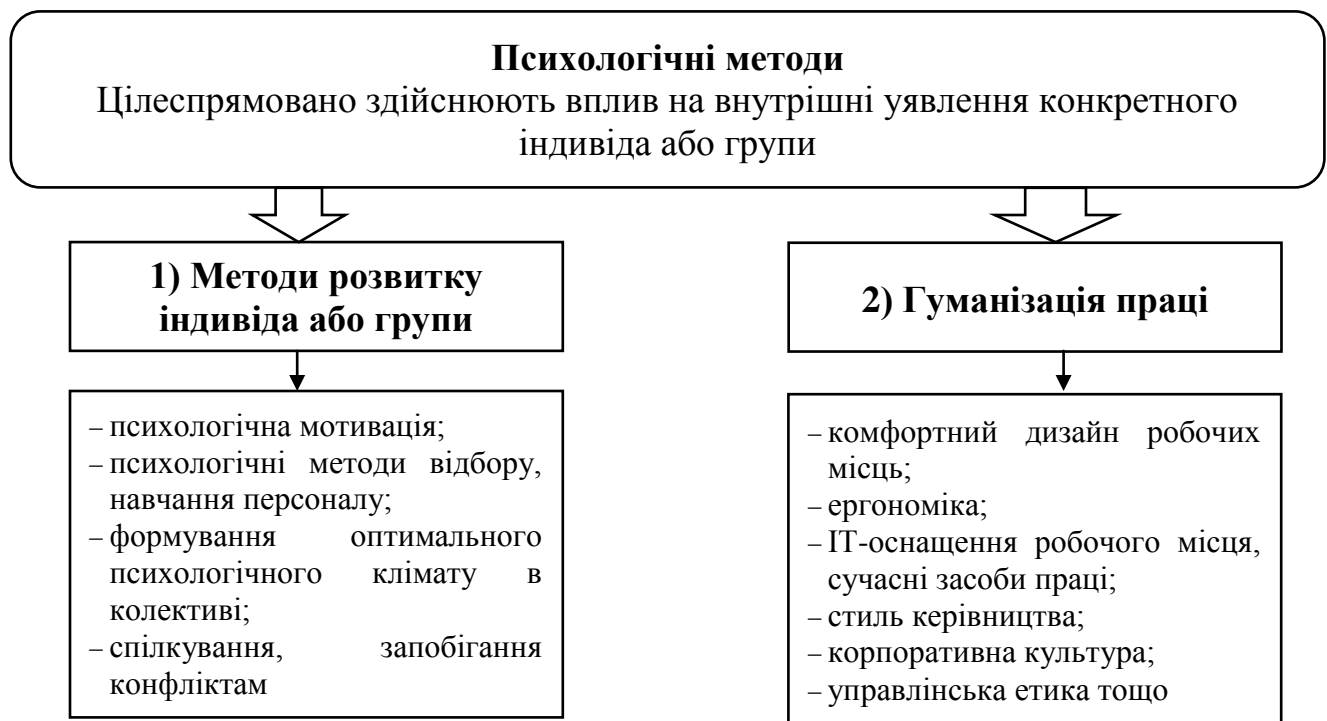 Психологічні методи
Цілеспрямовано здійснюють вплив на внутрішні уявлення конкретного
індивіда або групи
1) Методи розвитку
індивіда або групи
– психологічна мотивація;
– психологічні методи відбору,
навчання персоналу;
– формування оптимального
психологічного клімату в
колективі;
– спілкування, запобігання
конфліктам
2) Гуманізація праці
– комфортний дизайн робочих
місць;
– ергономіка;
– ІТ-оснащення робочого місця,
сучасні засоби праці;
– стиль керівництва;
– корпоративна культура;
– управлінська етика тощо